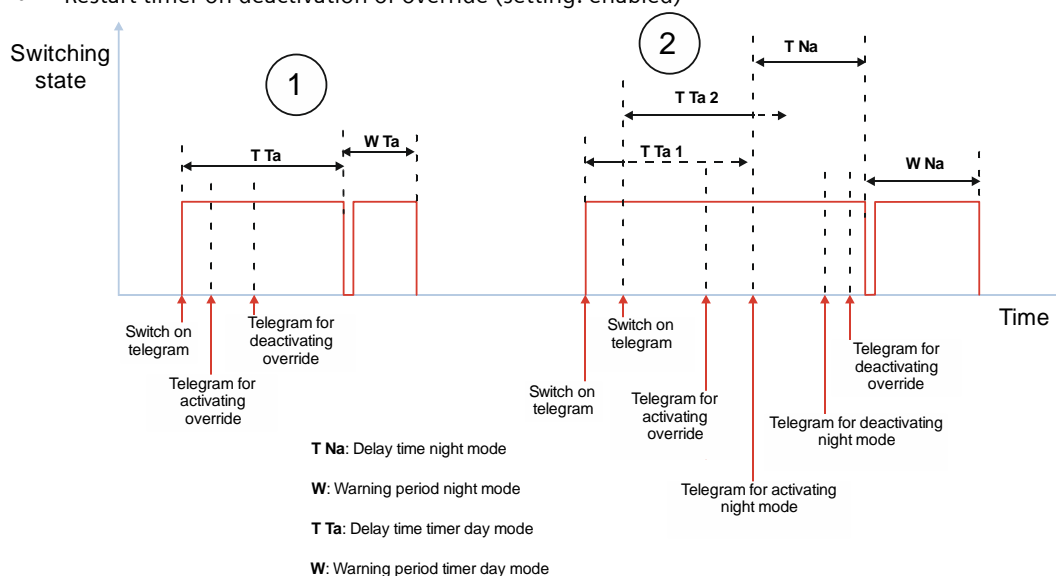 Restart timer on deactivation of override (setting: enabled)
Switching
state
1
2
T Na
T Ta 2
W Ta
T Ta
T Ta 1
W Na
Time
Switch on
telegram
Telegram for
deactivating
override
Switch on
telegram
Telegram for
deactivating
override
Telegram for
activating
override
Switch on
telegram
Telegram for
activating
override
Telegram for deactivating
night mode
T Na: Delay time night mode
W: Warning period night mode
Telegram for activating
night mode
T Ta: Delay time timer day mode
W: Warning period timer day mode